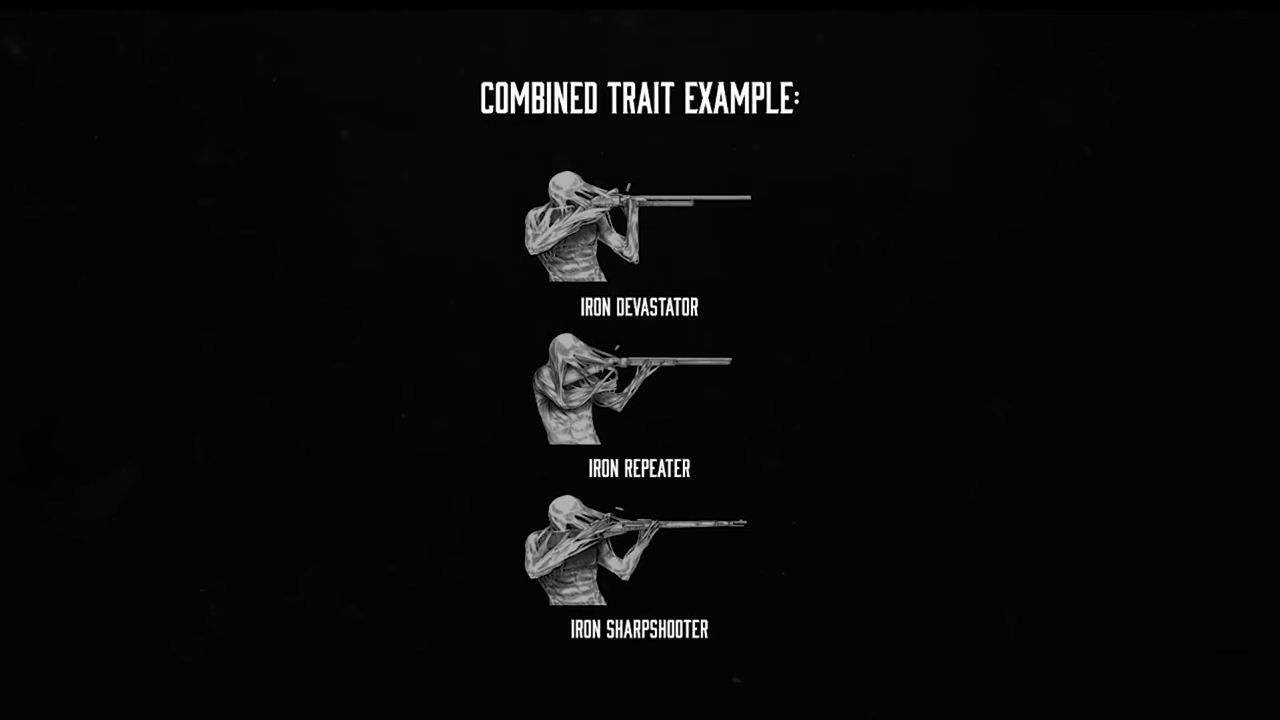 COMBINED TRAIT EXAMPLE:
IRON DEVASTATOR
IRON REPEATER
IRON SHARPSHOOTER